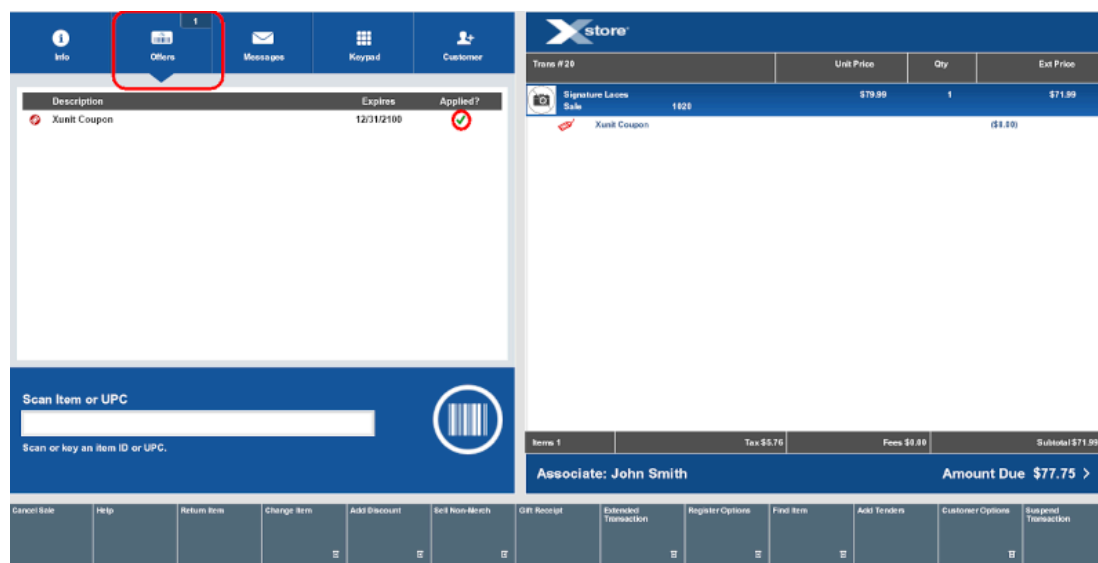 1
Info
Offers
Messages
Keypad
Customer
Description Expires Applied?
Xunit Coupon 12/31/2100
Scan Item or UPC
Scan or key an item ID or UPC.
Xstore
Trans #20 Unit Price Qty Ext Price
Signature Laces $79.99 1 $71.99
Sale 1020
Xunit Coupon ($8.00)
Items 1 Tax $5.76 Fees $0.00 Subtotal $71.99
Associate: John Smith Amount Due $77.75 >
Cancel Sale
Help
Return Item
Change Item
Add Discount
Sell Non-Merch
Gift Receipt
Extended
Transaction
Register Options
Find Item
Add Tenders
Customer Options
Suspend
Transaction